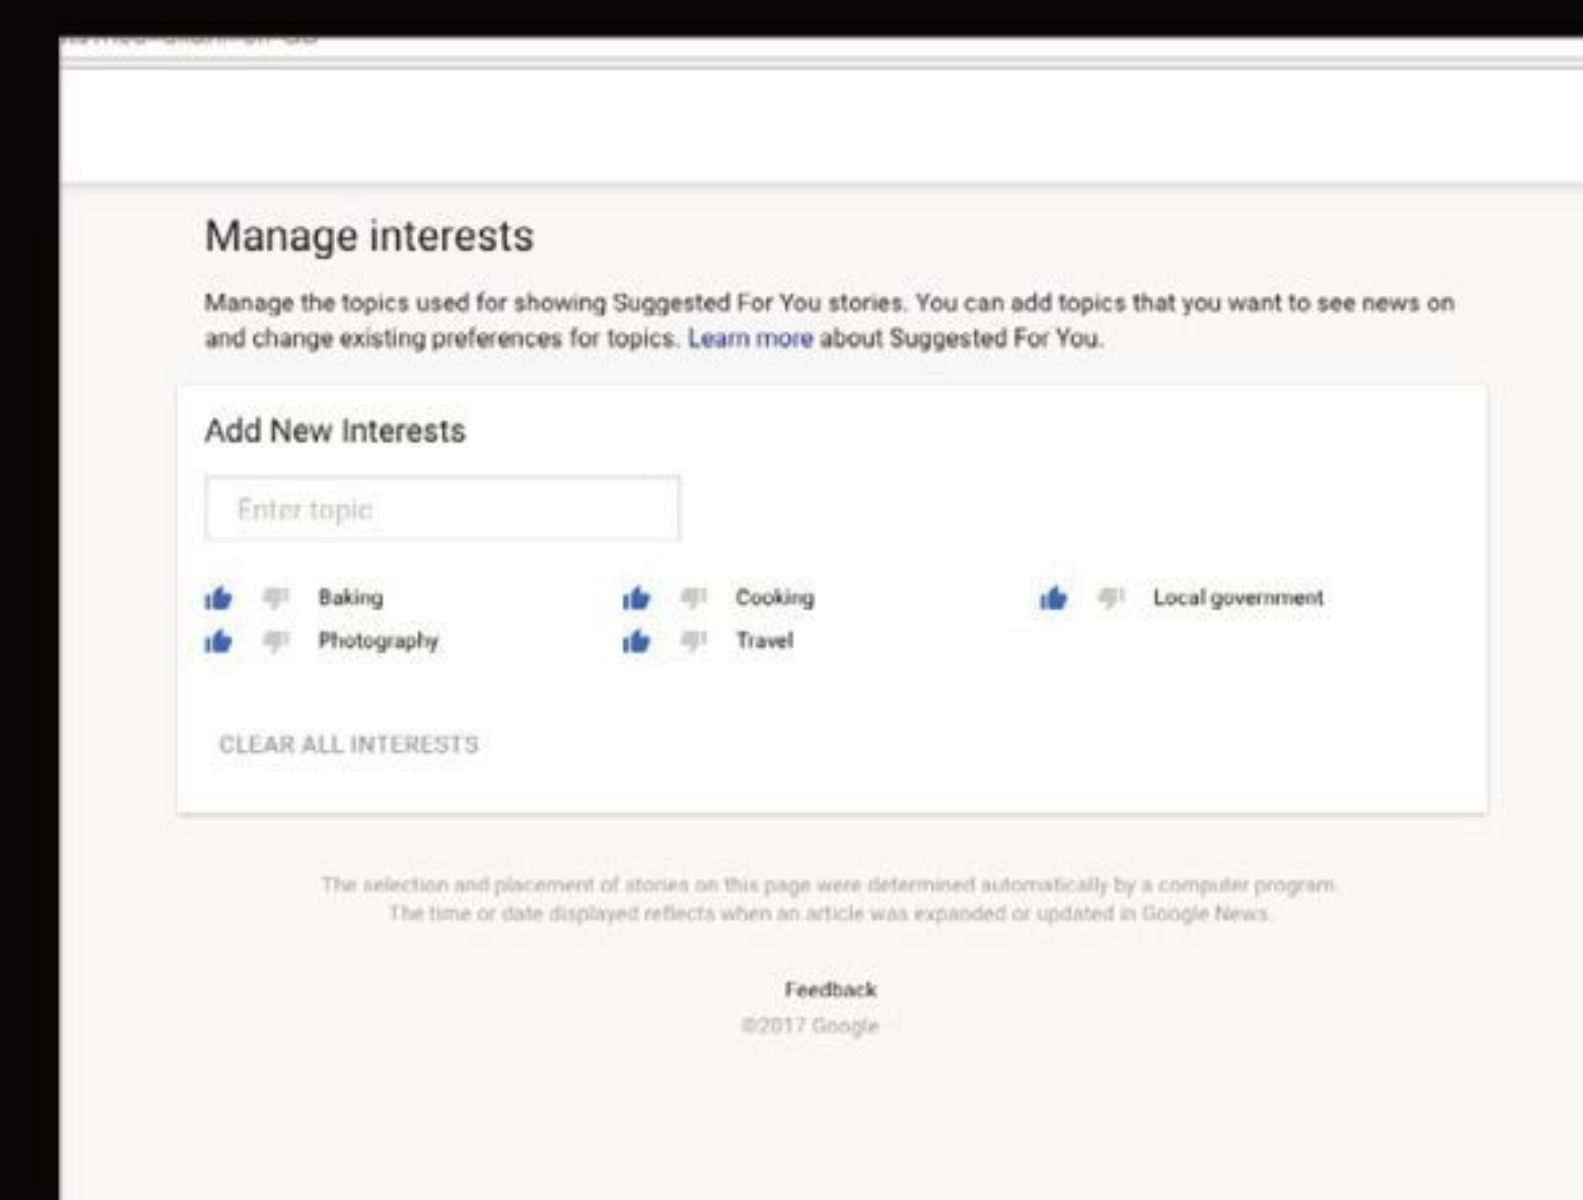 Manage interests
Manage the topics used for showing Suggested For You stories. You can add topics that you want to see news on
and change existing preferences for topics. Learn more about Suggested For You.
Add New Interests
Enter topic
Baking Cooking Local government
Photography Travel
CLEAR ALL INTERESTS
The selection and placement of stories on this page were determined automatically by a computer program.
The time or date displayed reflects when an article was expanded or updated in Google News.
Feedback
©2017 Google